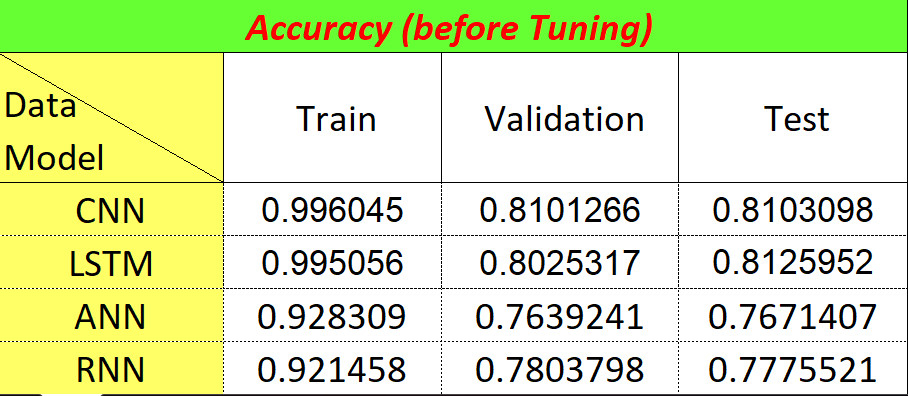 Accuracy (before Tuning)
Data
Model
Train Validation Test
CNN 0.996045 0.8101266 0.8103098
LSTM 0.995056 0.8025317 0.8125952
ANN 0.928309 0.7639241 0.7671407
RNN 0.921458 0.7803798 0.7775521